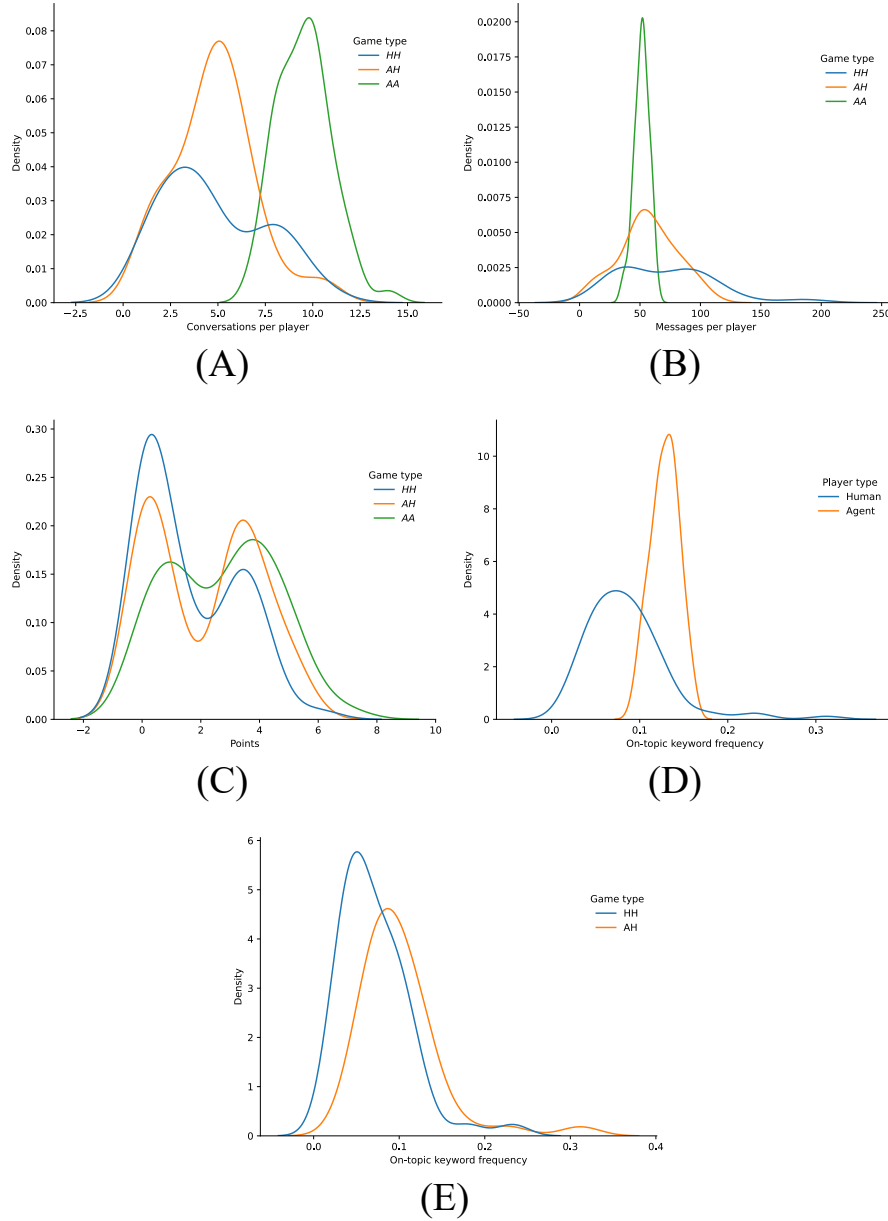 0.08
0.07
0.06
0.05
0.04
0.03
0.02
0.01
0.00
Density
Game type
HH
AH
AA
−2.5 0.0 2.5 5.0 7.5 10.0 12.5 15.0
Conversations per player
(A)
0.0200
0.0175
0.0150
0.0125
0.0100
0.0075
0.0050
0.0025
0.0000
Density
Game type
HH
AH
AA
−50 0 50 100 150 200 250
Messages per player
(B)
0.30
0.25
0.20
0.15
0.10
0.05
0.00
Density
Game type
HH
AH
AA
−2 0 2 4 6 8 10
Points
(C)
10
8
6
4
2
0
Density
Player type
Human
Agent
0.0 0.1 0.2 0.3
On-topic keyword frequency
(D)
6
5
4
3
2
1
0
Density
Game type
HH
AH
0.0 0.1 0.2 0.3 0.4
On-topic keyword frequency
(E)